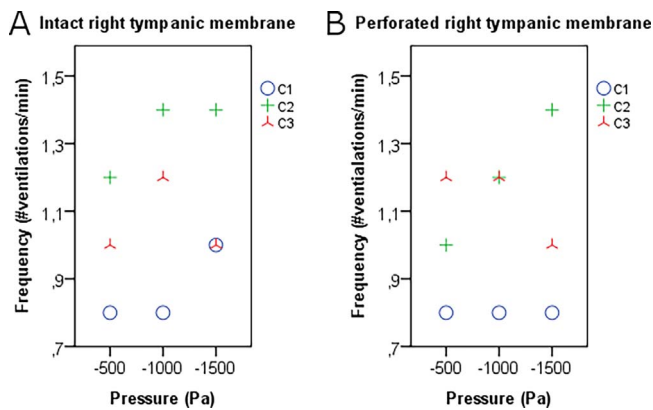 A Intact right tympanic membrane
Frequency (#ventilations/min)
1,5
1,3
1,1
,9
,7
-500
-1000
-1500
Pressure (Pa)
C1
C2
C3
B Perforated right tympanic membrane
Frequency (#ventialations/min)
1,5
1,3
1,1
,9
,7
-500
-1000
-1500
Pressure (Pa)
C1
C2
C3